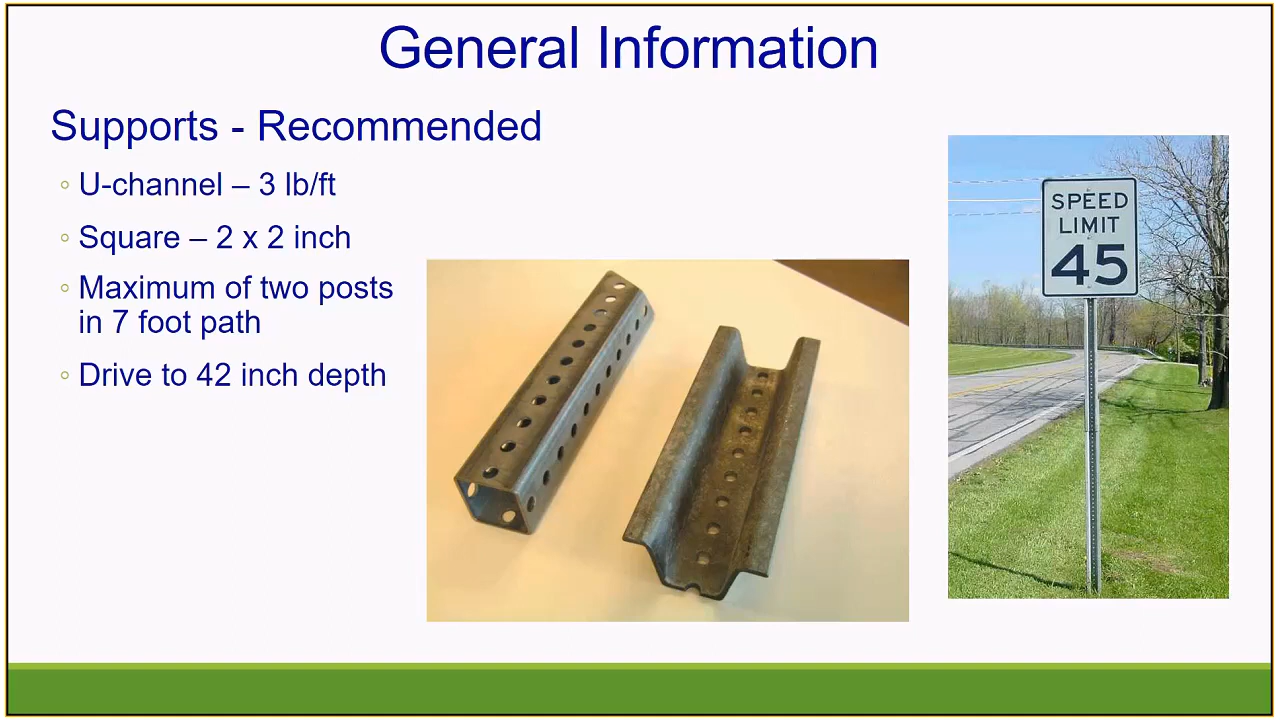 General Information
Supports - Recommended
◦ U-channel – 3 lb/ft
◦ Square – 2 x 2 inch
◦ Maximum of two posts
in 7 foot path
◦ Drive to 42 inch depth
SPEED
LIMIT
45